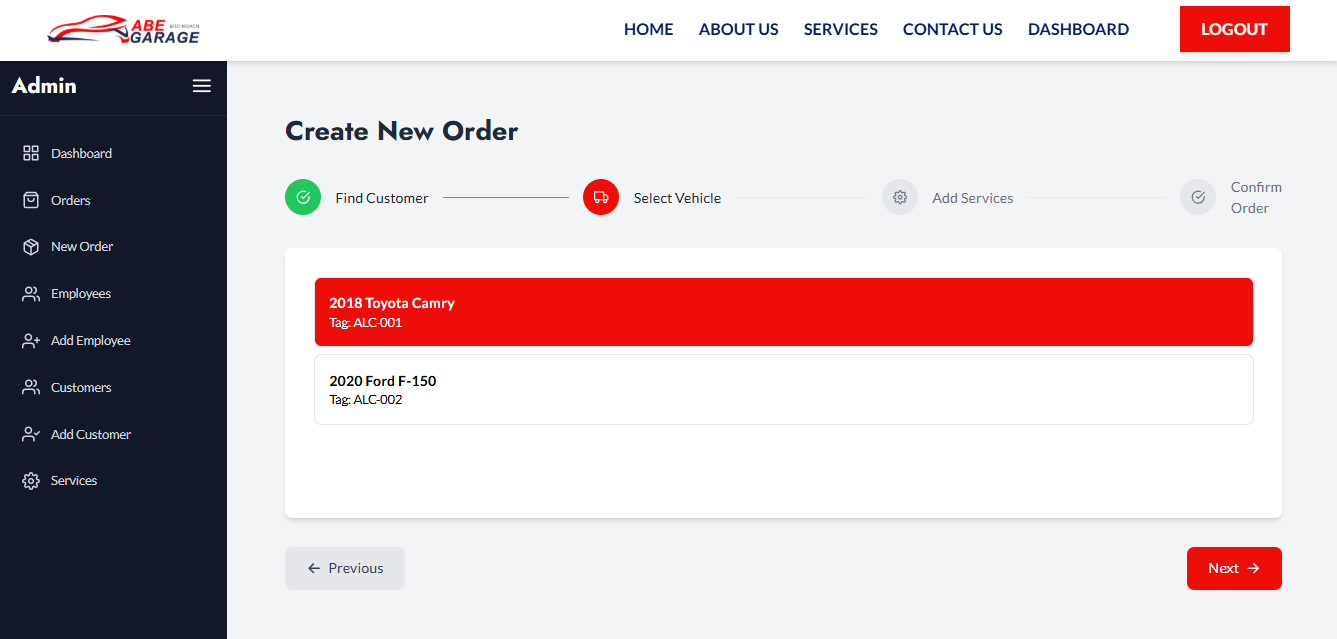 ABE
GARAGE
HOME ABOUT US SERVICES CONTACT US DASHBOARD LOGOUT
Admin
Dashboard
Orders
New Order
Employees
Add Employee
Customers
Add Customer
Services
Create New Order
Find Customer
Select Vehicle
Add Services
Confirm
Order
2018 Toyota Camry
Tag: ALC-001
2020 Ford F-150
Tag: ALC-002
Previous
Next